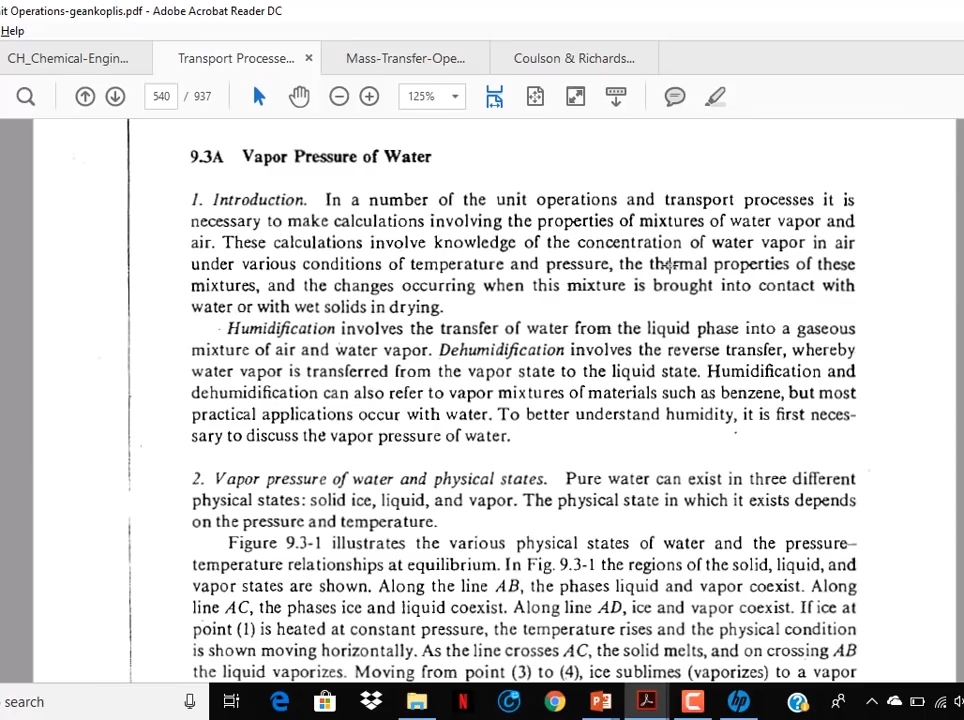 it Operations-geankoplis.pdf - Adobe Acrobat Reader DC
Help
CH_Chemical-Engin...
Transport Processe... ×
Mass-Transfer-Ope...
Coulson & Richards...
540 / 937
125%
9.3A Vapor Pressure of Water
1. Introduction. In a number of the unit operations and transport processes it is
necessary to make calculations involving the properties of mixtures of water vapor and
air. These calculations involve knowledge of the concentration of water vapor in air
under various conditions of temperature and pressure, the thermal properties of these
mixtures, and the changes occurring when this mixture is brought into contact with
water or with wet solids in drying.
Humidification involves the transfer of water from the liquid phase into a gaseous
mixture of air and water vapor. Dehumidification involves the reverse transfer, whereby
water vapor is transferred from the vapor state to the liquid state. Humidification and
dehumidification can also refer to vapor mixtures of materials such as benzene, but most
practical applications occur with water. To better understand humidity, it is first neces-
sary to discuss the vapor pressure of water.
2. Vapor pressure of water and physical states. Pure water can exist in three different
physical states: solid ice, liquid, and vapor. The physical state in which it exists depends
on the pressure and temperature.
Figure 9.3-1 illustrates the various physical states of water and the pressure–
temperature relationships at equilibrium. In Fig. 9.3-1 the regions of the solid, liquid, and
vapor states are shown. Along the line AB, the phases liquid and vapor coexist. Along
line AC, the phases ice and liquid coexist. Along line AD, ice and vapor coexist. If ice at
point (1) is heated at constant pressure, the temperature rises and the physical condition
is shown moving horizontally. As the line crosses AC, the solid melts, and on crossing AB
the liquid vaporizes. Moving from point (3) to (4), ice sublimes (vaporizes) to a vapor
search